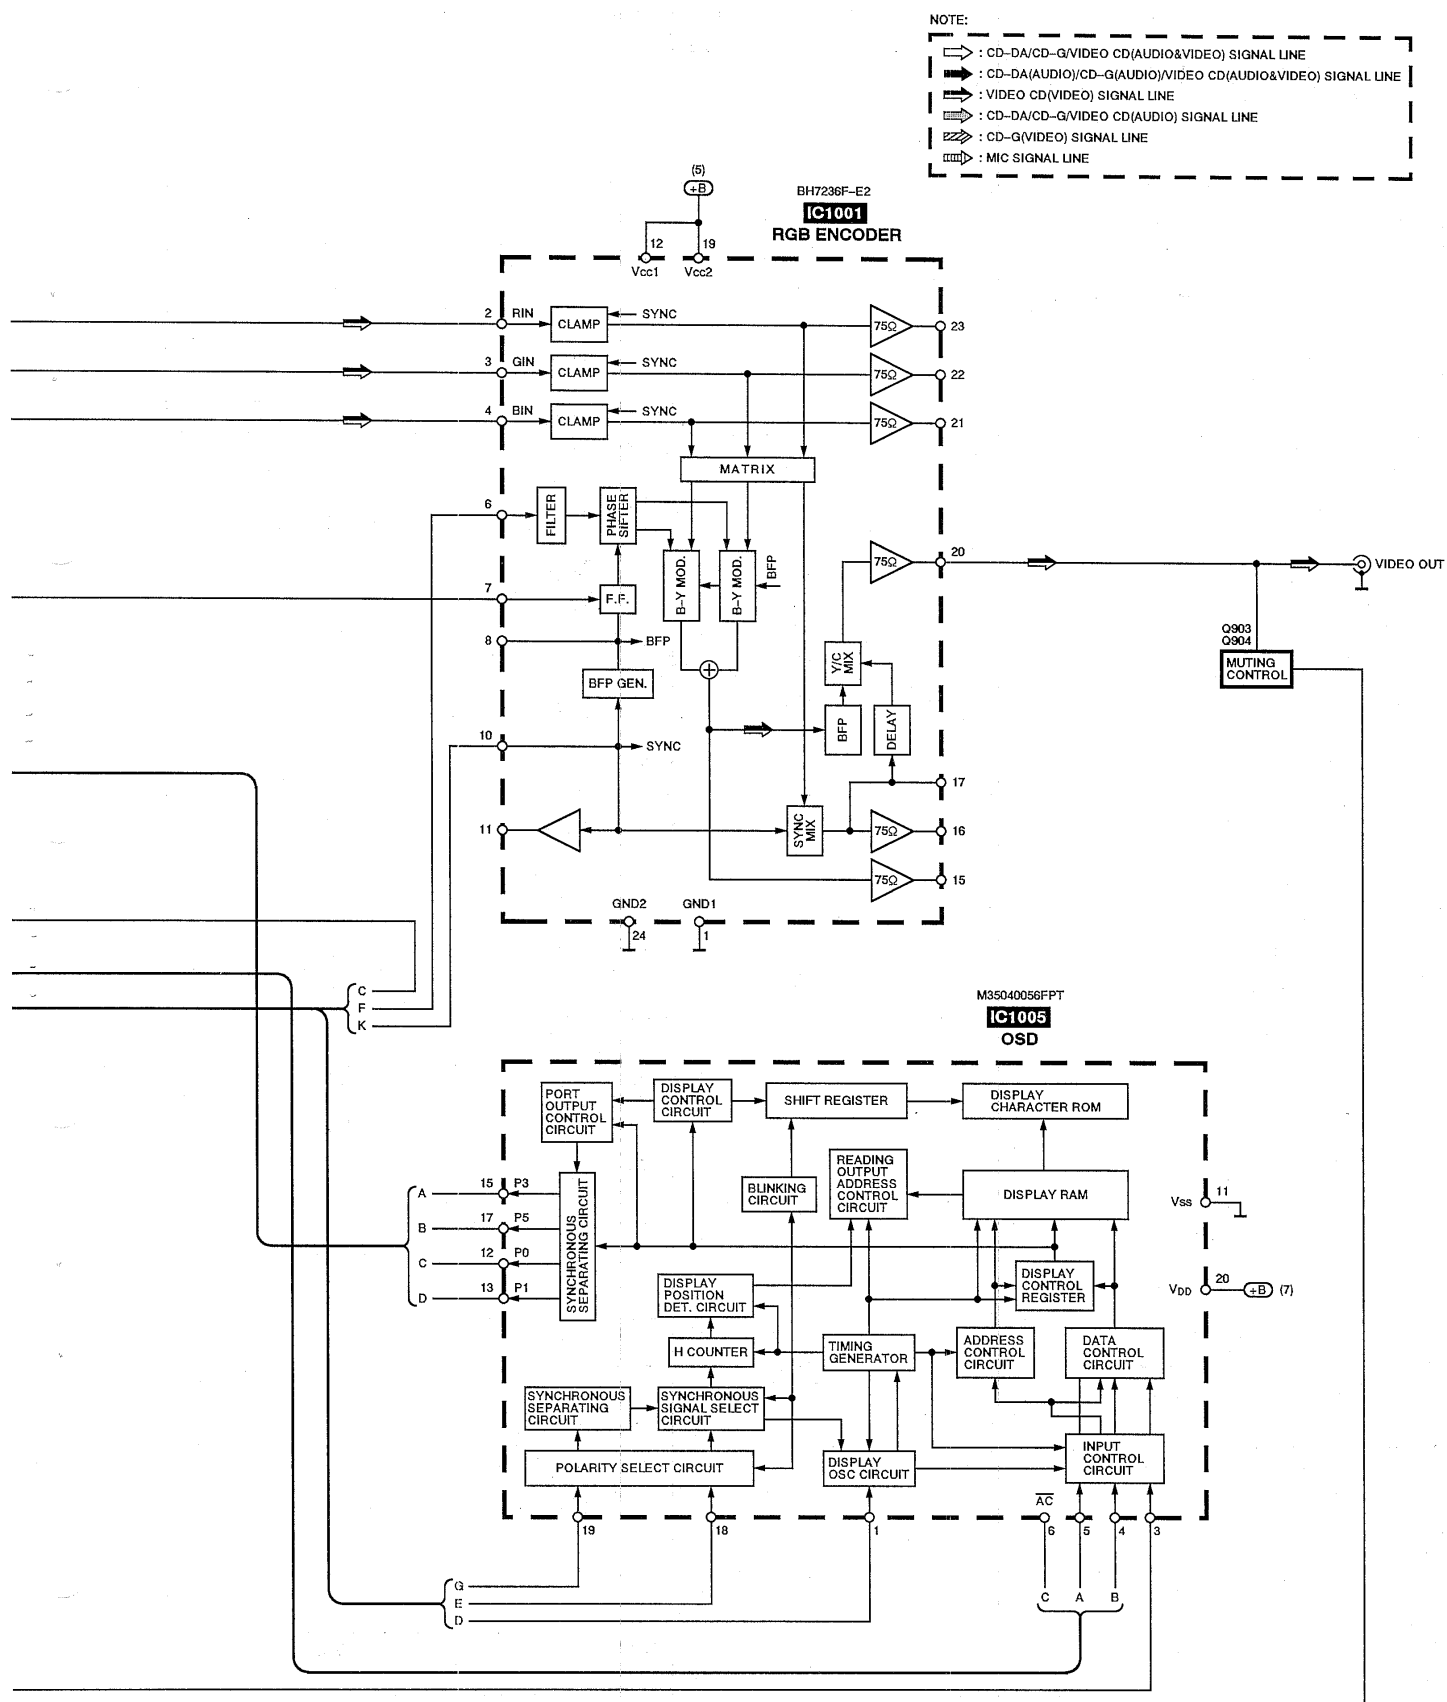 NOTE:
: CD-DA/CD-G/VIDEO CD(AUDIO&VIDEO) SIGNAL LINE
: CD-DA(AUDIO)/CD-G(AUDIO)/VIDEO CD(AUDIO&VIDEO) SIGNAL LINE
: VIDEO CD(VIDEO) SIGNAL LINE
: CD-DA/CD-G/VIDEO CD(AUDIO) SIGNAL LINE
: CD-G(VIDEO) SIGNAL LINE
: MIC SIGNAL LINE
(5)
+B
BH7236F-E2
IC1001
RGB ENCODER
12
19
Vcc1
Vcc2
2
RIN
CLAMP
SYNC
75Ω
23
3
GIN
CLAMP
SYNC
75Ω
22
4
BIN
CLAMP
SYNC
75Ω
21
MATRIX
6
FILTER
PHASE
SIFTER
B-Y MOD.
B-Y MOD.
BFP
75Ω
20
VIDEO OUT
7
F.F.
8
BFP
Q903
Q904
MUTING
CONTROL
Y/C
MIX
BFP GEN.
BFP
DELAY
10
SYNC
17
11
SYNC
MIX
75Ω
16
75Ω
15
GND2
GND1
24
1
C
F
K
M35040056FPT
IC1005
OSD
PORT
OUTPUT
CONTROL
CIRCUIT
DISPLAY
CONTROL
CIRCUIT
SHIFT REGISTER
DISPLAY
CHARACTER ROM
READING
OUTPUT
ADDRESS
CONTROL
CIRCUIT
BLINKING
CIRCUIT
DISPLAY RAM
Vss
11
A
15
P3
B
17
P5
C
12
P0
D
13
P1
SYNCHRONOUS
SEPARATING CIRCUIT
DISPLAY
POSITION
DET. CIRCUIT
DISPLAY
CONTROL
REGISTER
VDD
20
+B
(7)
H COUNTER
TIMING
GENERATOR
ADDRESS
CONTROL
CIRCUIT
DATA
CONTROL
CIRCUIT
SYNCHRONOUS
SEPARATING
CIRCUIT
SYNCHRONOUS
SIGNAL SELECT
CIRCUIT
POLARITY SELECT CIRCUIT
DISPLAY
OSC CIRCUIT
INPUT
CONTROL
CIRCUIT
AC
19
18
1
6
5
4
3
G
E
D
C
A
B